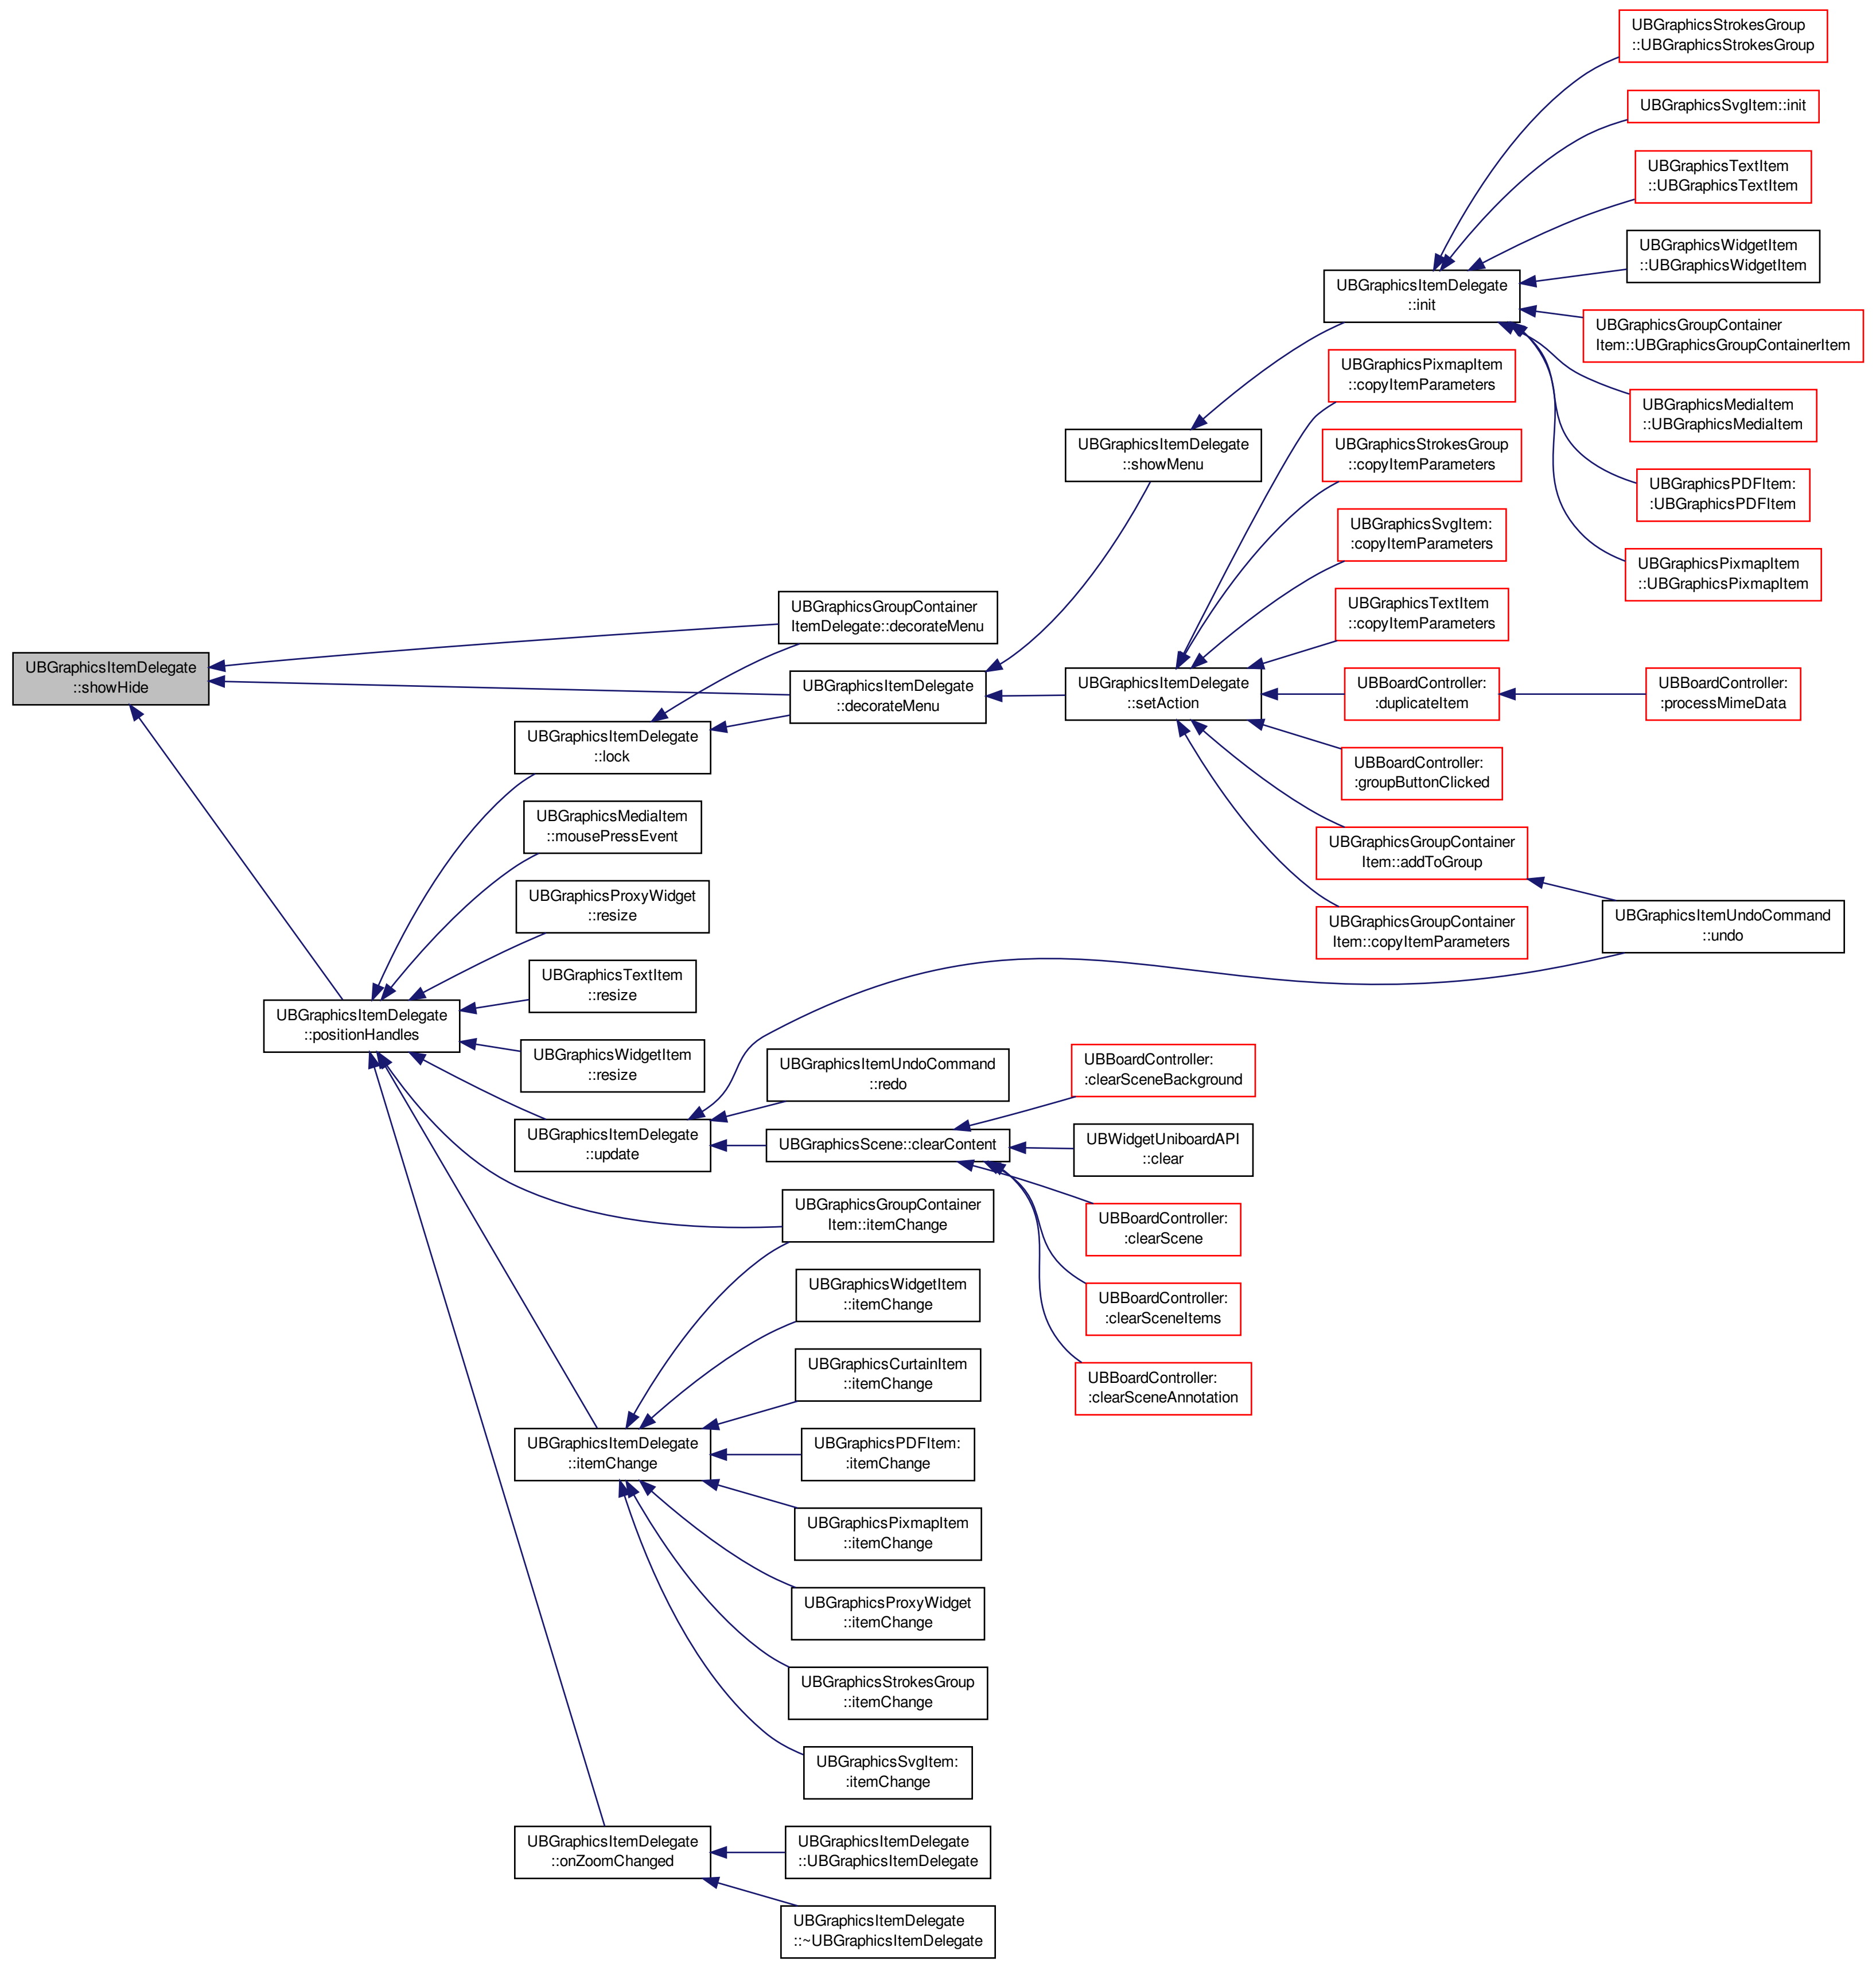 UBGraphicsStrokesGroup
::UBGraphicsStrokesGroup
UBGraphicsSvgItem::init
UBGraphicsTextItem
::UBGraphicsTextItem
UBGraphicsWidgetItem
::UBGraphicsWidgetItem
UBGraphicsItemDelegate
::init
UBGraphicsGroupContainer
Item::UBGraphicsGroupContainerItem
UBGraphicsPixmapItem
::copyItemParameters
UBGraphicsMediaItem
::UBGraphicsMediaItem
UBGraphicsItemDelegate
::showMenu
UBGraphicsStrokesGroup
::copyItemParameters
UBGraphicsPDFItem:
:UBGraphicsPDFItem
UBGraphicsSvgItem:
:copyItemParameters
UBGraphicsPixmapItem
::UBGraphicsPixmapItem
UBGraphicsGroupContainer
ItemDelegate::decorateMenu
UBGraphicsTextItem
::copyItemParameters
UBGraphicsItemDelegate
::showHide
UBGraphicsItemDelegate
::decorateMenu
UBGraphicsItemDelegate
::setAction
UBBoardController:
:duplicateItem
UBBoardController:
:processMimeData
UBGraphicsItemDelegate
::lock
UBBoardController:
:groupButtonClicked
UBGraphicsMediaItem
::mousePressEvent
UBGraphicsGroupContainer
Item::addToGroup
UBGraphicsProxyWidget
::resize
UBGraphicsGroupContainer
Item::copyItemParameters
UBGraphicsItemUndoCommand
::undo
UBGraphicsTextItem
::resize
UBGraphicsItemDelegate
::positionHandles
UBGraphicsWidgetItem
::resize
UBGraphicsItemUndoCommand
::redo
UBBoardController:
:clearSceneBackground
UBGraphicsItemDelegate
::update
UBGraphicsScene::clearContent
UBWidgetUniboardAPI
::clear
UBGraphicsGroupContainer
Item::itemChange
UBBoardController:
:clearScene
UBGraphicsWidgetItem
::itemChange
UBBoardController:
:clearSceneItems
UBGraphicsCurtainItem
::itemChange
UBBoardController:
:clearSceneAnnotation
UBGraphicsItemDelegate
::itemChange
UBGraphicsPDFItem:
:itemChange
UBGraphicsPixmapItem
::itemChange
UBGraphicsProxyWidget
::itemChange
UBGraphicsStrokesGroup
::itemChange
UBGraphicsSvgItem:
:itemChange
UBGraphicsItemDelegate
::onZoomChanged
UBGraphicsItemDelegate
::UBGraphicsItemDelegate
UBGraphicsItemDelegate
::~UBGraphicsItemDelegate